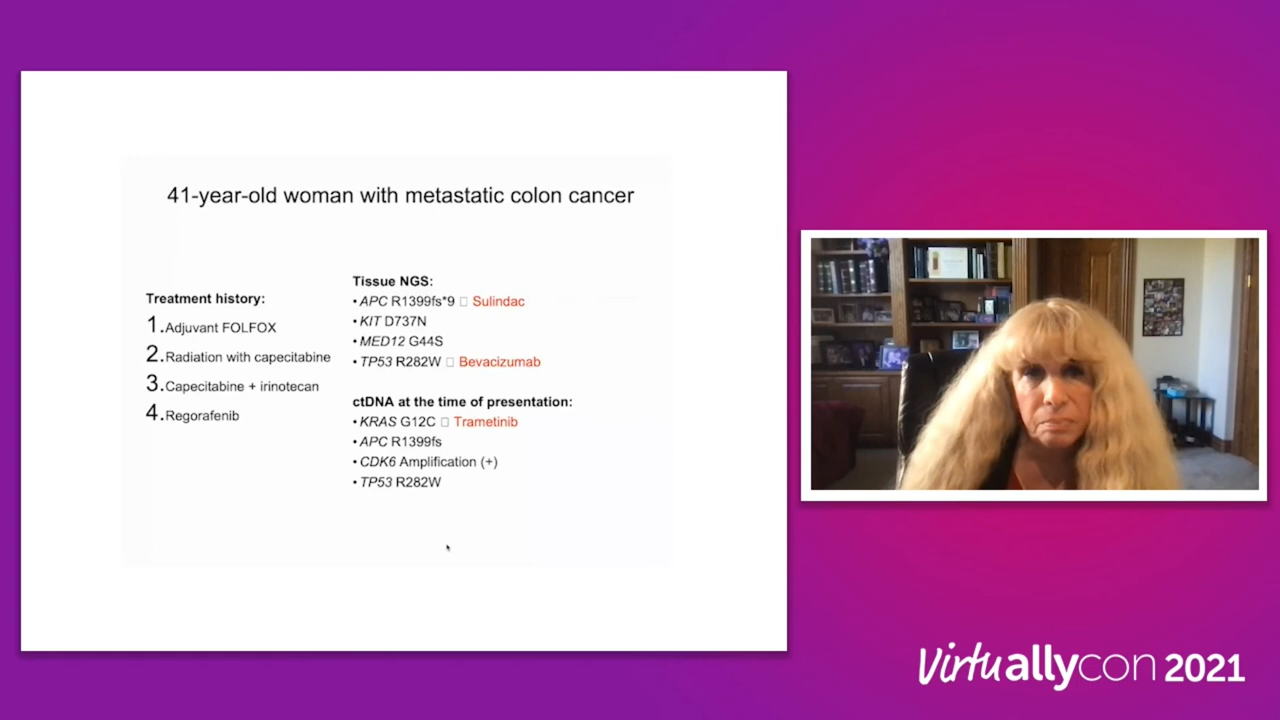 41-year-old woman with metastatic colon cancer
Treatment history:
1.Adjuvant FOLFOX
2.Radiation with capecitabine
3.Capecitabine + irinotecan
4.Regorafenib
Tissue NGS:
• APC R1399fs*9 □ Sulindac
• KIT D737N
• MED12 G44S
• TP53 R282W □ Bevacizumab
ctDNA at the time of presentation:
• KRAS G12C □ Trametinib
• APC R1399fs
• CDK6 Amplification (+)
• TP53 R282W
Virtuallycon 2021